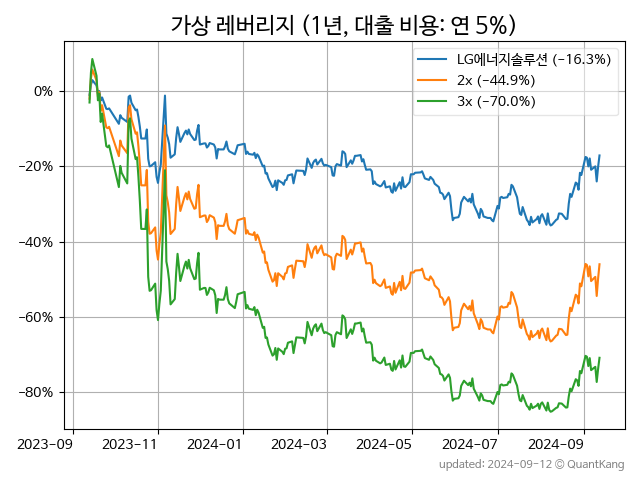 가상 레버리지 (1년, 대출 비용: 연 5%)
LG에너지솔루션 (−16.3%)
2x (−44.9%)
3x (−70.0%)
0%
−20%
−40%
−60%
−80%
2023-09 2023-11 2024-01 2024-03 2024-05 2024-07 2024-09
updated: 2024-09-12 © QuantKang